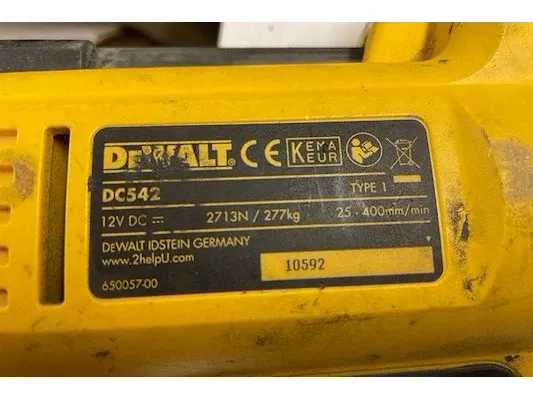 DEWALT. CE KEMA KEUR
DC542 TYPE 1
12V DC 2713N / 277kg 25 - 400mm/min
DeWALT IDSTEIN GERMANY
www.2helpU.com
10592
650057-00